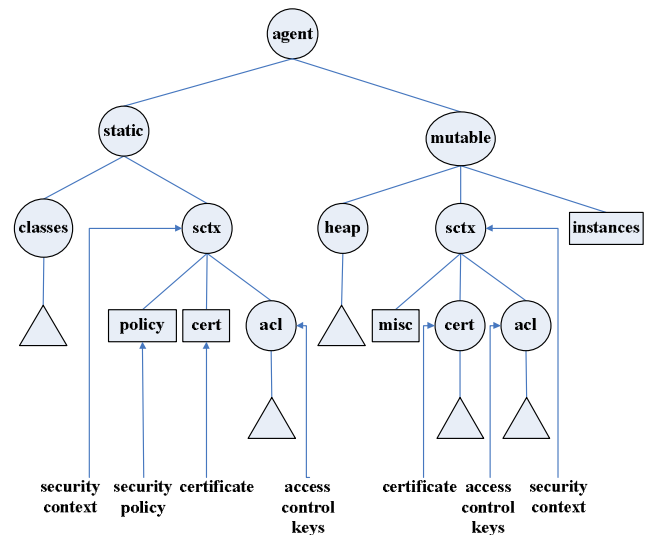 agent
static
mutable
classes
sctx
heap
sctx
instances
policy
cert
acl
misc
cert
acl
security
context
security
policy
certificate
access
control
keys
certificate
access
control
keys
security
context